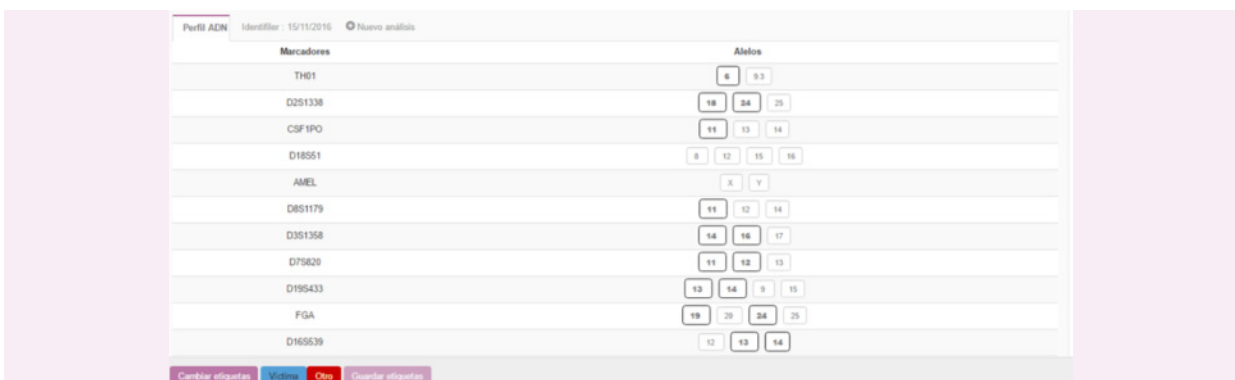 Perfil ADN Identifiler : 15/11/2016 Nuevo análisis
Marcadores Alelos
TH01 6 9.3
D2S1338 18 24 25
CSF1PO 11 13 14
D18S51 8 12 15 16
AMEL X Y
D8S1179 11 12 14
D3S1358 14 16 17
D7S820 11 12 13
D19S433 13 14 9 15
FGA 19 20 24 25
D16S539 12 13 14
Cambiar etiquetas Víctima Otro Guardar etiquetas